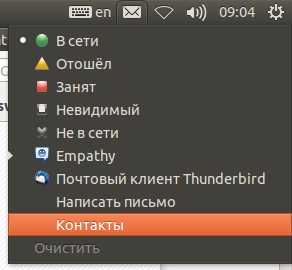 en 09:04
В сети
Отошёл
Занят
Невидимый
Не в сети
Empathy
Почтовый клиент Thunderbird
Написать письмо
Контакты
Очистить